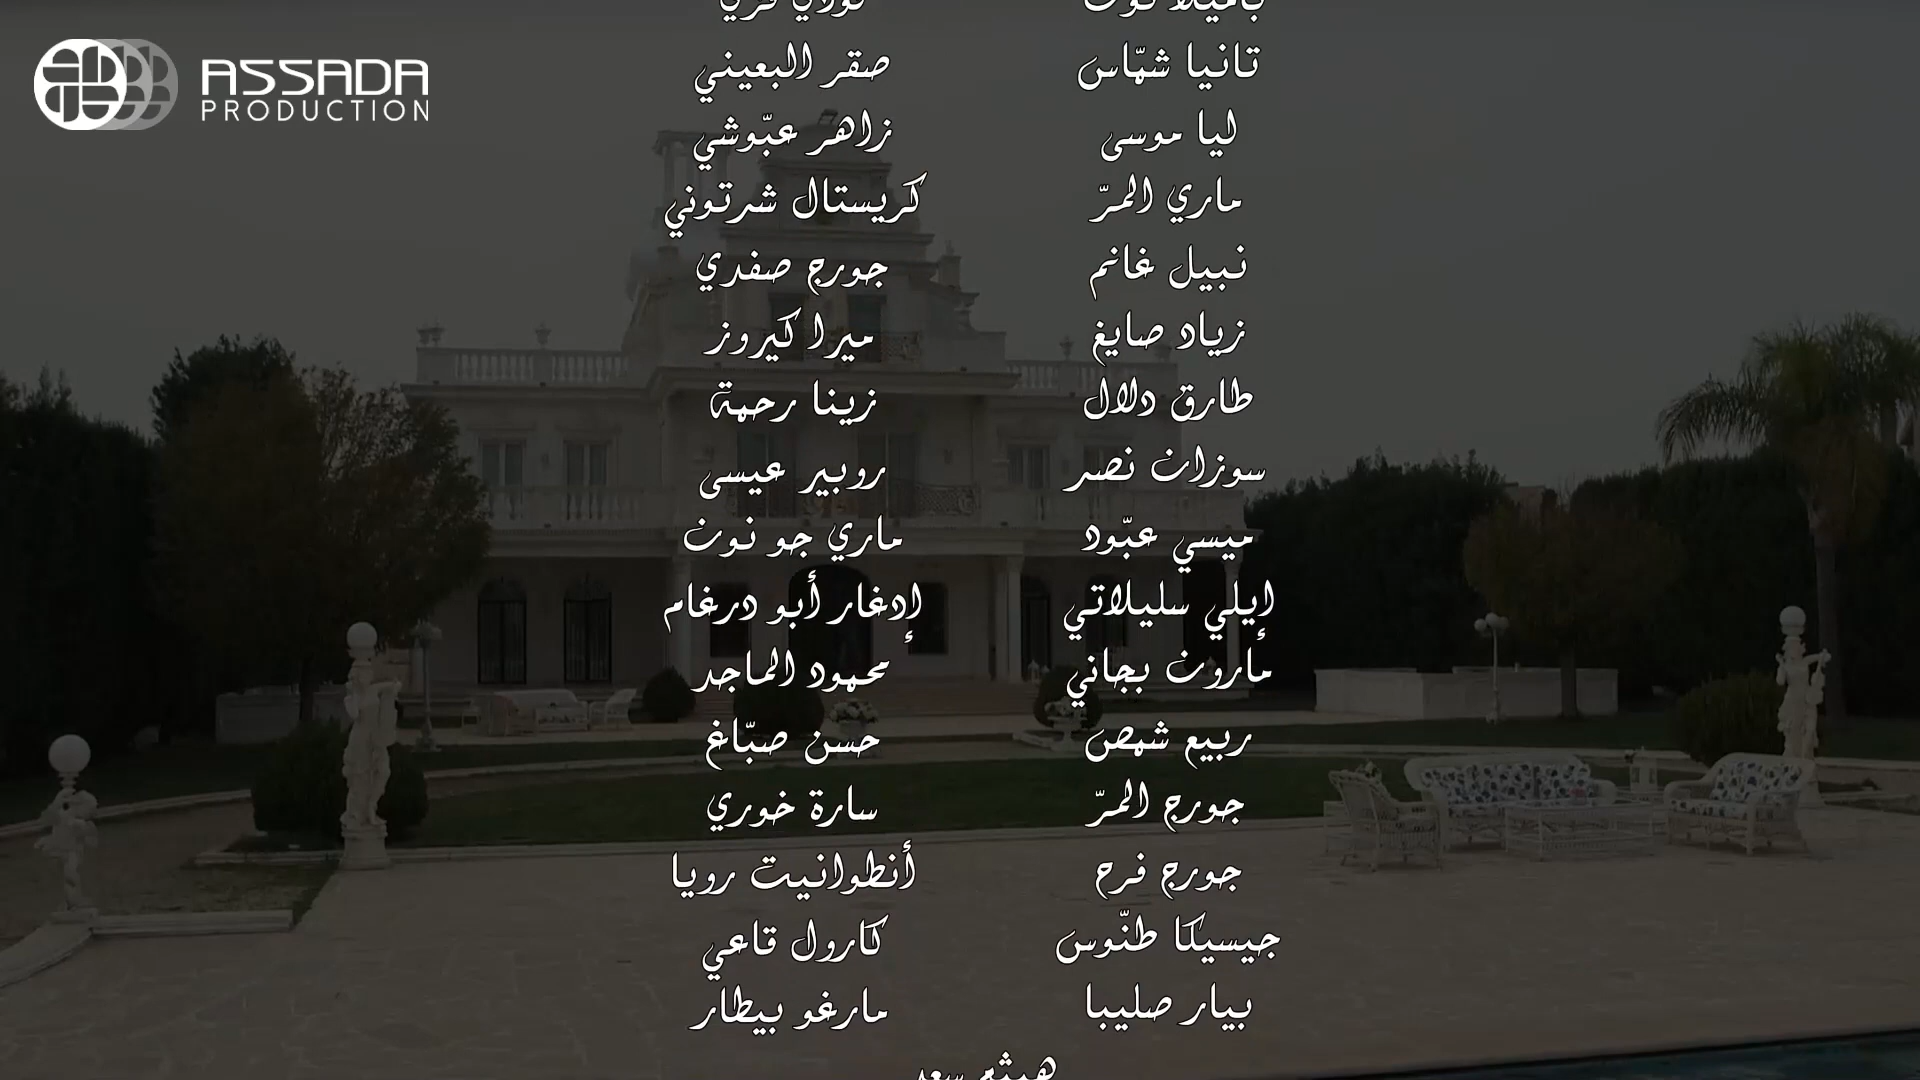 ASSADA
PRODUCTION
تانيا شمّاس صقر البعيني
ليا موسى زاهر عبّوشي
ماري المرّ كريستال شرتوني
نبيل غانم جورج صفدي
زياد صايغ ميرا كيروز
طارق دلال زينا رحمة
سوزان نصر روبير عيسى
ميسي عبّود ماري جو نون
إيلي سليلاتي إدغار أبو درغام
مارون بجاني محمود الماجد
ربيع شمص حسن صبّاغ
جورج المرّ سارة خوري
جورج فرح أنطوانيت رويا
جيسيكا طنّوس كارول قاعي
بيار صليبا مارغو بيطار
هيثم سعد